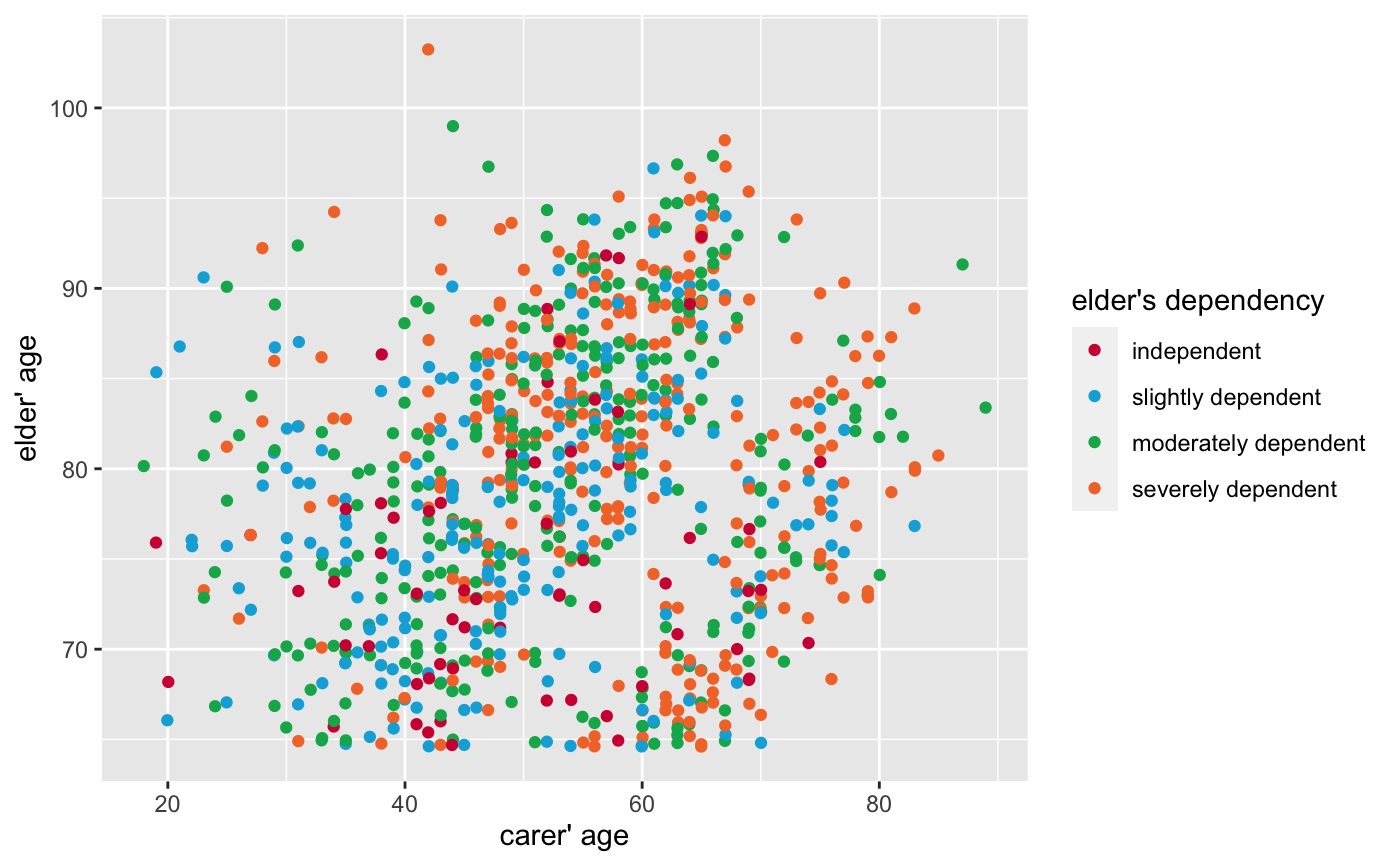 100
90
80
70
elder' age
20
40
60
80
carer' age
elder's dependency
independent
slightly dependent
moderately dependent
severely dependent